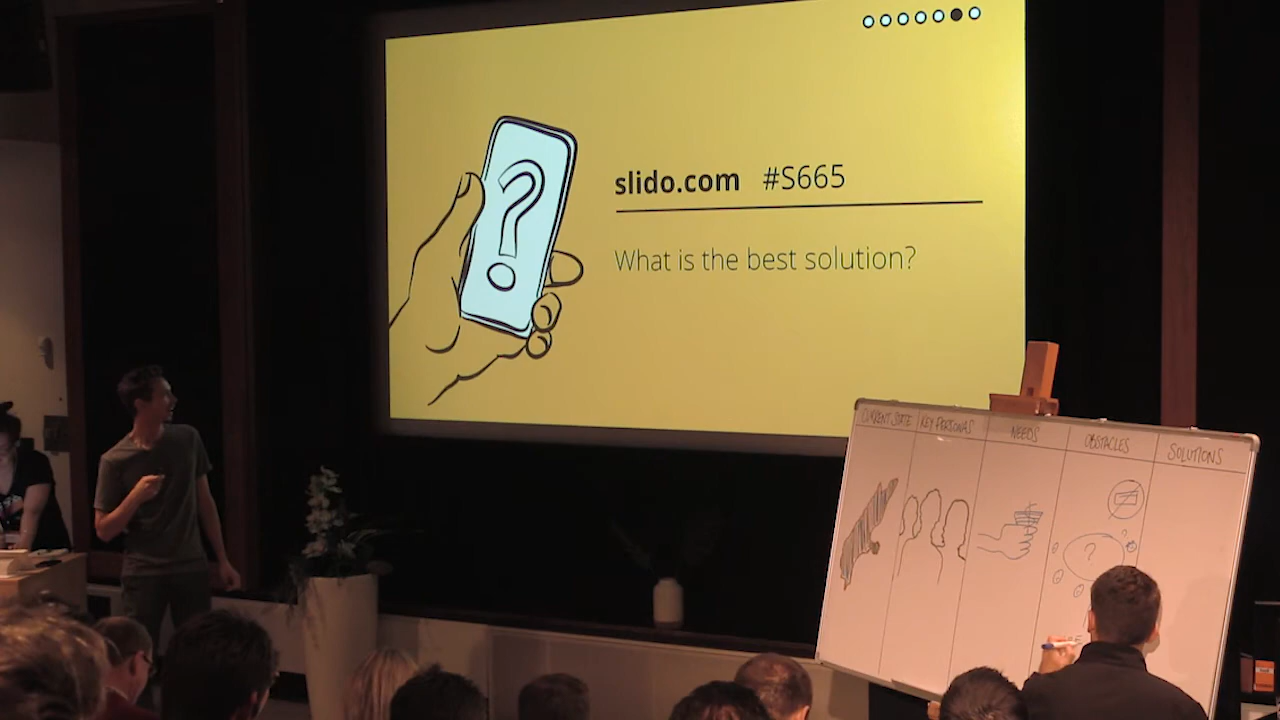 slido.com #S665
What is the best solution?
CURRENT STATE
KEY PERSONAS
NEEDS
OBSTACLES
SOLUTIONS